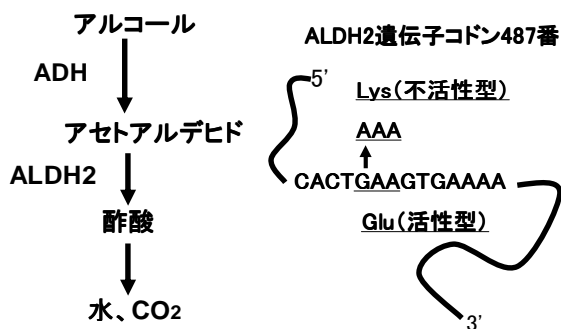 アルコール
ADH
アセトアルデヒド
ALDH2
酢酸
水、CO2
ALDH2遺伝子コドン487番
5’
Lys(不活性型)
AAA
CACTGAAGTGAAAA
Glu(活性型)
3’